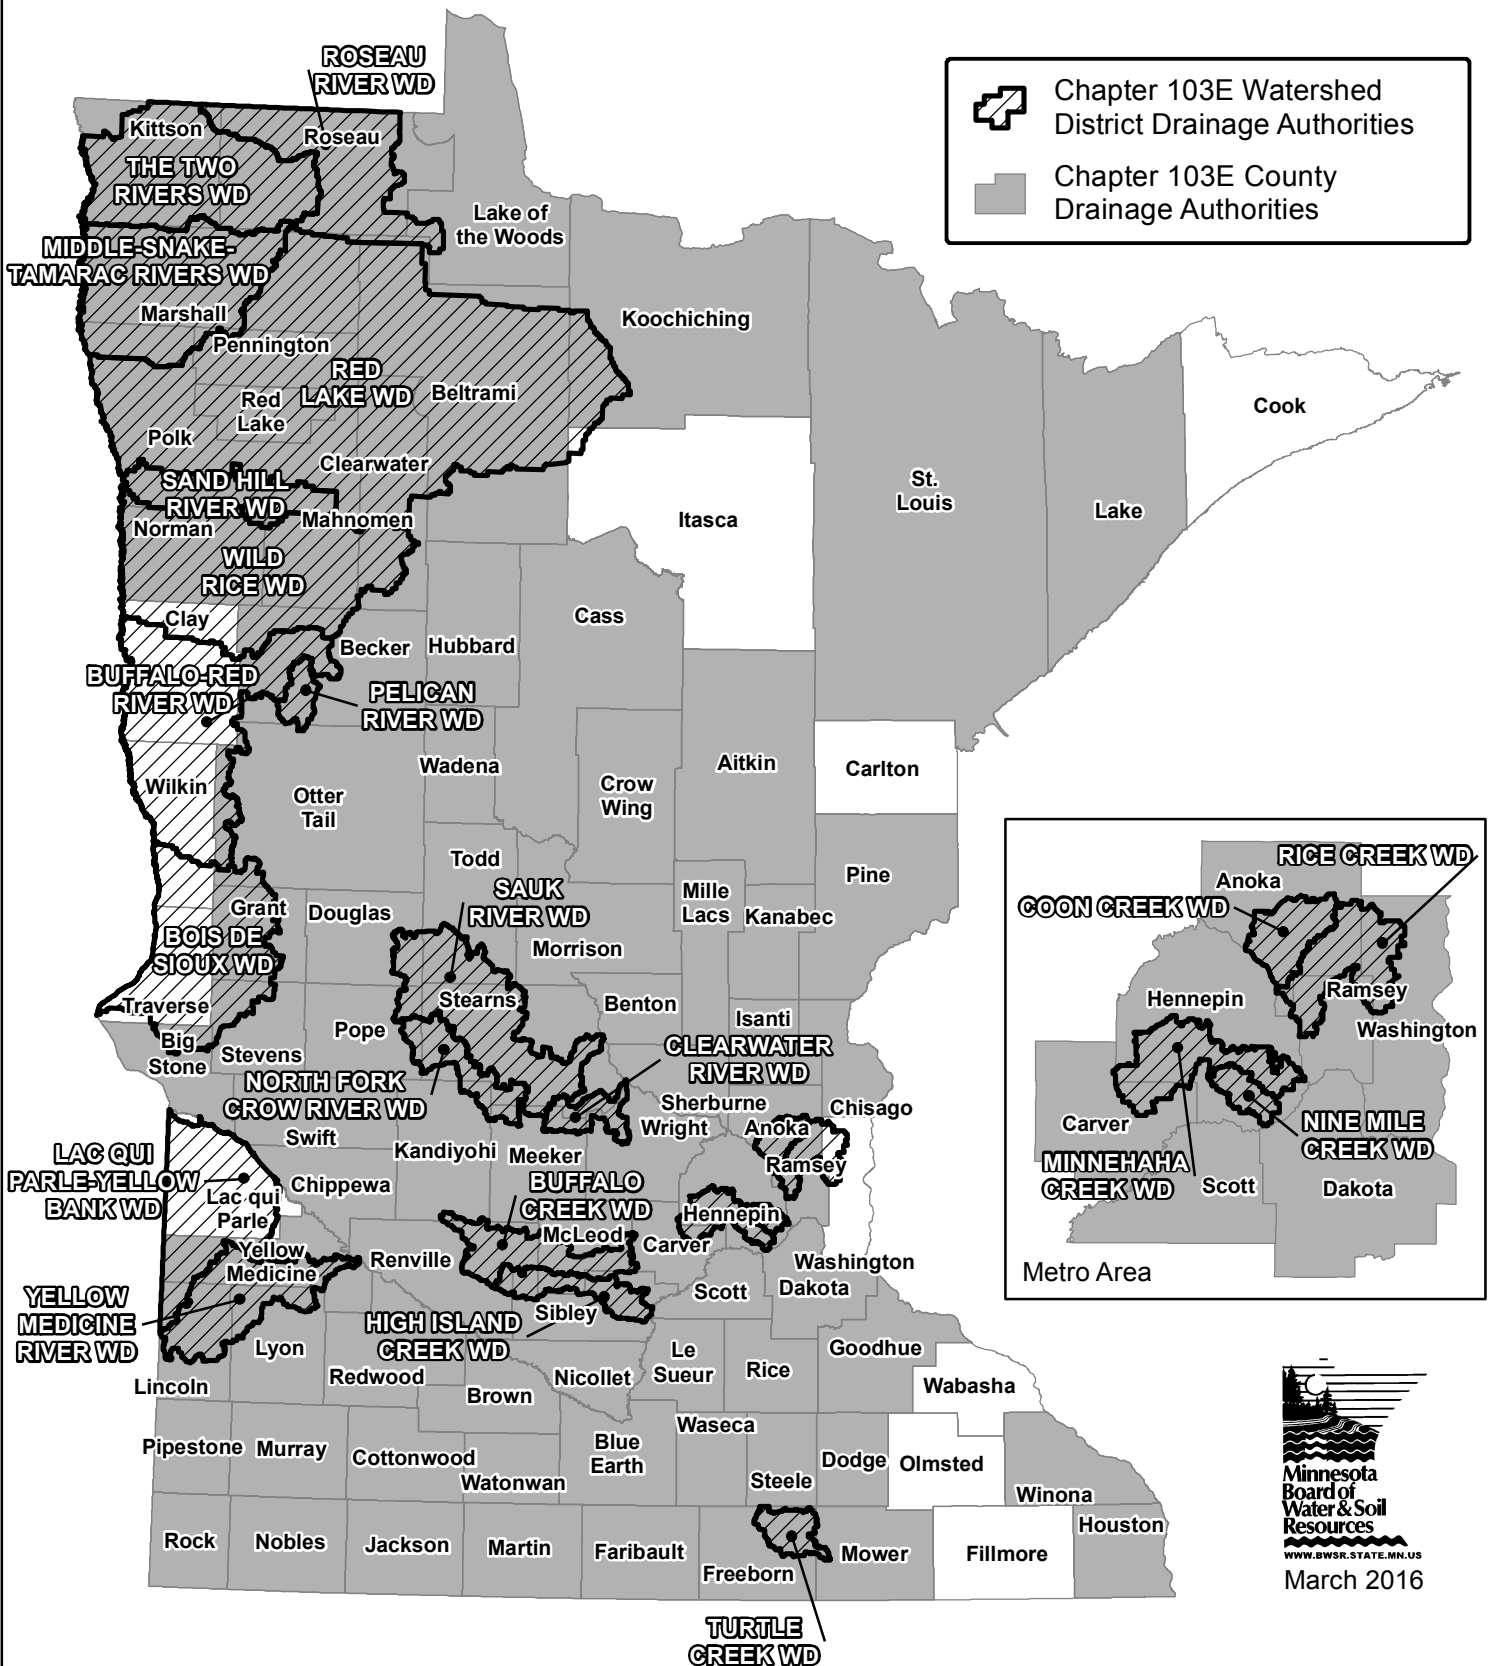 ROSEAU
RIVER WD
Kittson
Roseau
THE TWO
RIVERS WD
Lake of
the Woods
MIDDLE-SNAKE-
TAMARAC RIVERS WD
Marshall
Pennington
Koochiching
RED
LAKE WD
Beltrami
Red
Lake
Polk
Clearwater
Cook
SAND HILL
RIVER WD
Norman
Mahnomen
Itasca
St.
Louis
Lake
WILD
RICE WD
Clay
Becker
Hubbard
Cass
BUFFALO-RED
RIVER WD
PELICAN
RIVER WD
Wilkin
Otter
Tail
Wadena
Crow
Wing
Aitkin
Carlton
Todd
SAUK
RIVER WD
Mille
Lacs
Kanabec
Pine
Grant
Douglas
BOIS DE
SIOUX WD
Morrison
Traverse
Stearns
Benton
Isanti
Big
Stone
Stevens
Pope
CLEARWATER
RIVER WD
NORTH FORK
CROW RIVER WD
Sherburne
Chisago
Swift
Wright
Anoka
Kandiyohi
Meeker
Ramsey
LAC QUI
PARLE-YELLOW
BANK WD
Lac qui
Parle
Chippewa
BUFFALO
CREEK WD
Hennepin
McLeod
Carver
Yellow
Medicine
Renville
Washington
Scott
Dakota
YELLOW
MEDICINE
RIVER WD
HIGH ISLAND
CREEK WD
Sibley
Lyon
Lincoln
Redwood
Brown
Nicollet
Le
Sueur
Rice
Goodhue
Wabasha
Pipestone
Murray
Cottonwood
Watonwan
Blue
Earth
Waseca
Steele
Dodge
Olmsted
Winona
Rock
Nobles
Jackson
Martin
Faribault
Freeborn
Mower
Fillmore
Houston
TURTLE
CREEK WD
Chapter 103E Watershed
District Drainage Authorities
Chapter 103E County
Drainage Authorities
RICE CREEK WD
Anoka
COON CREEK WD
Hennepin
Ramsey
Washington
Carver
NINE MILE
CREEK WD
MINNEHAHA
CREEK WD
Scott
Dakota
Metro Area
Minnesota
Board of
Water & Soil
Resources
WWW.BWSR.STATE.MN.US
March 2016